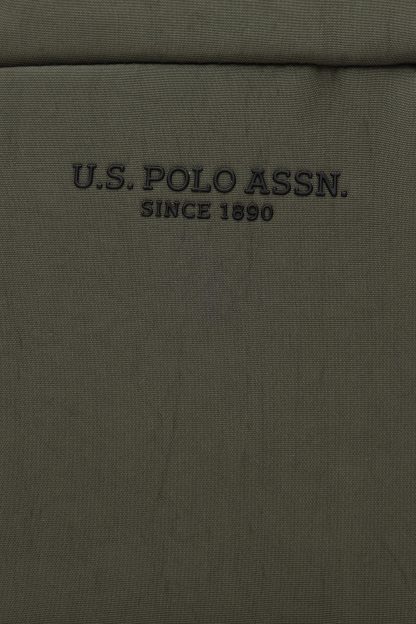 U.S. POLO ASSN.
SINCE 1890